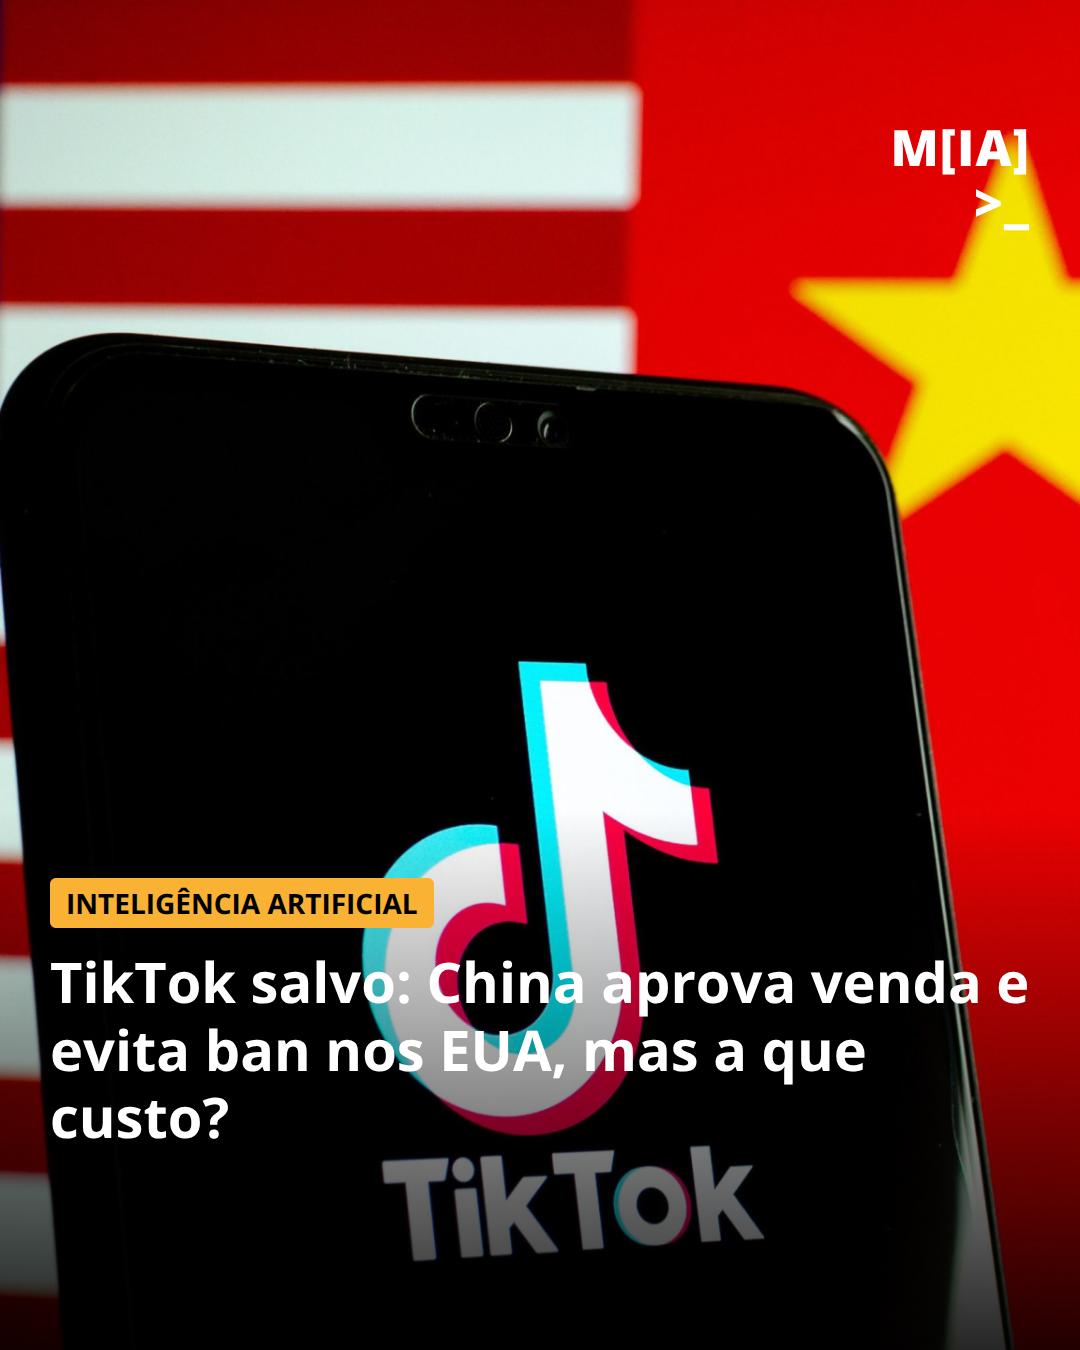 M[IA]
>_
INTELIGÊNCIA ARTIFICIAL
TikTok salvo: China aprova venda e
evita ban nos EUA, mas a que
custo?
TikTok